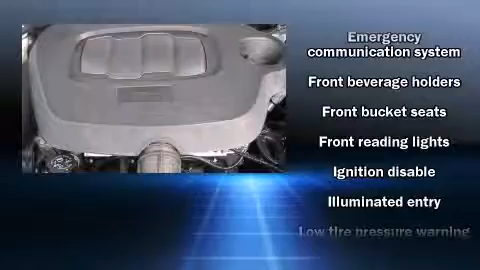 Emergency
communication system
Front beverage holders
Front bucket seats
Front reading lights
Ignition disable
Illuminated entry
Low tire pressure warning